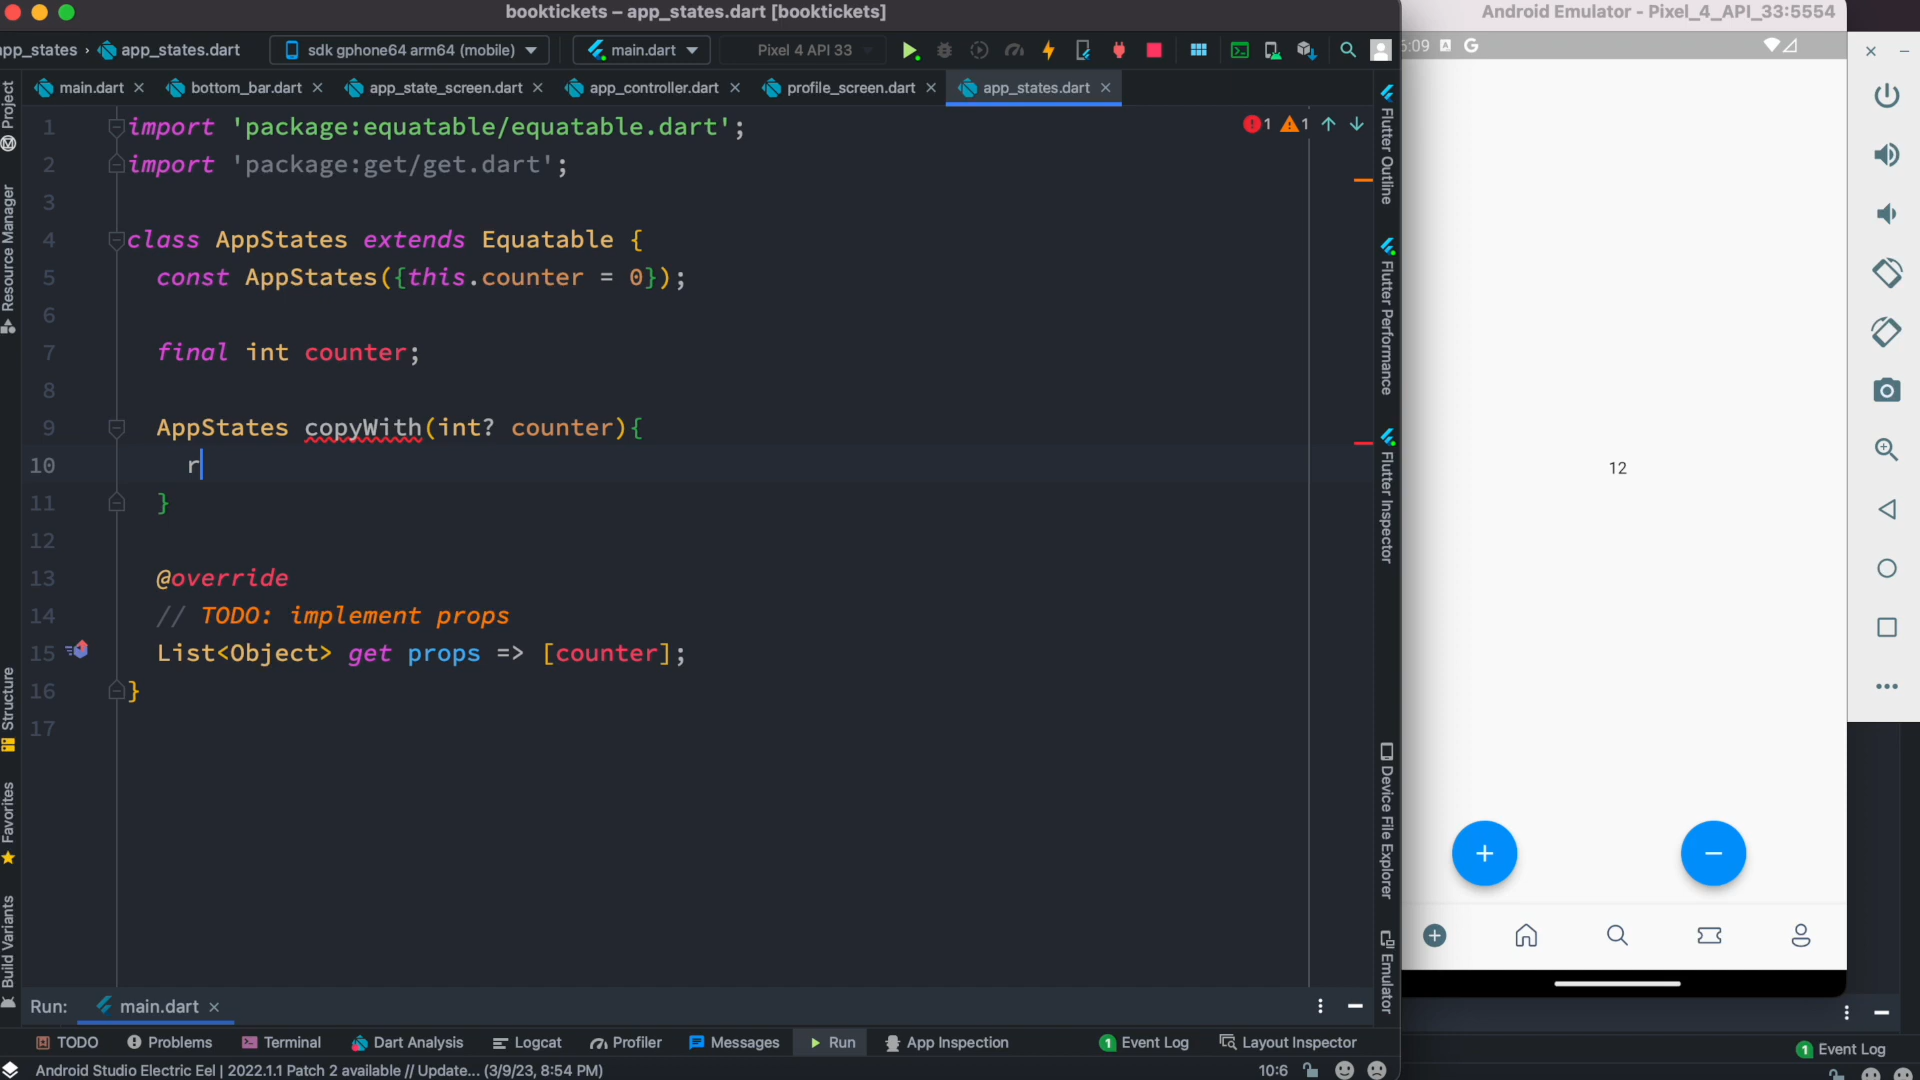 booktickets – app_states.dart [booktickets]
Android Emulator - Pixel_4_API_33:5554
app_states › app_states.dart
sdk gphone64 arm64 (mobile)
main.dart
Pixel 4 API 33
5:09
main.dart
bottom_bar.dart
app_state_screen.dart
app_controller.dart
profile_screen.dart
app_states.dart
1 import 'package:equatable/equatable.dart';
2 import 'package:get/get.dart';
3
4 class AppStates extends Equatable {
5 const AppStates({this.counter = 0});
6
7 final int counter;
8
9 AppStates copyWith(int? counter){
10 r
11 }
12
13 @override
14 // TODO: implement props
15 List<Object> get props => [counter];
16 }
17
1 1
Project
Resource Manager
Structure
Favorites
Build Variants
Flutter Outline
Flutter Performance
Flutter Inspector
Device File Explorer
Emulator
12
Run: main.dart
TODO
Problems
Terminal
Dart Analysis
Logcat
Profiler
Messages
Run
App Inspection
1 Event Log
Layout Inspector
1 Event Log
Android Studio Electric Eel | 2022.1.1 Patch 2 available // Update... (3/9/23, 8:54 PM)
10:6